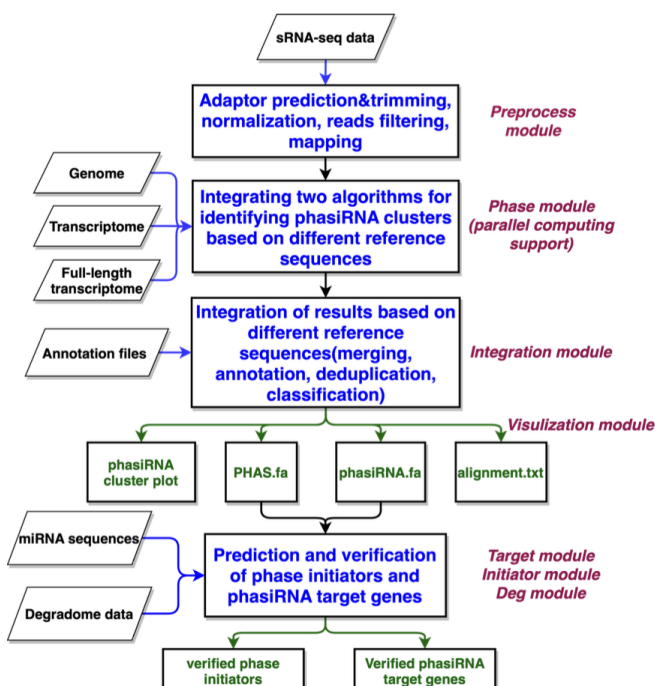 sRNA-seq data
Adaptor prediction&trimming,
normalization, reads filtering,
mapping
Preprocess
module
Genome
Transcriptome
Full-length
transcriptome
Integrating two algorithms for
identifying phasiRNA clusters
based on different reference
sequences
Phase module
(parallel computing
support)
Annotation files
Integration of results based on
different reference
sequences(merging,
annotation, deduplication,
classification)
Integration module
Visulization module
phasiRNA
cluster plot
PHAS.fa
phasiRNA.fa
alignment.txt
miRNA sequences
Degradome data
Prediction and verification
of phase initiators and
phasiRNA target genes
Target module
Initiator module
Deg module
verified phase
initiators
Verified phasiRNA
target genes